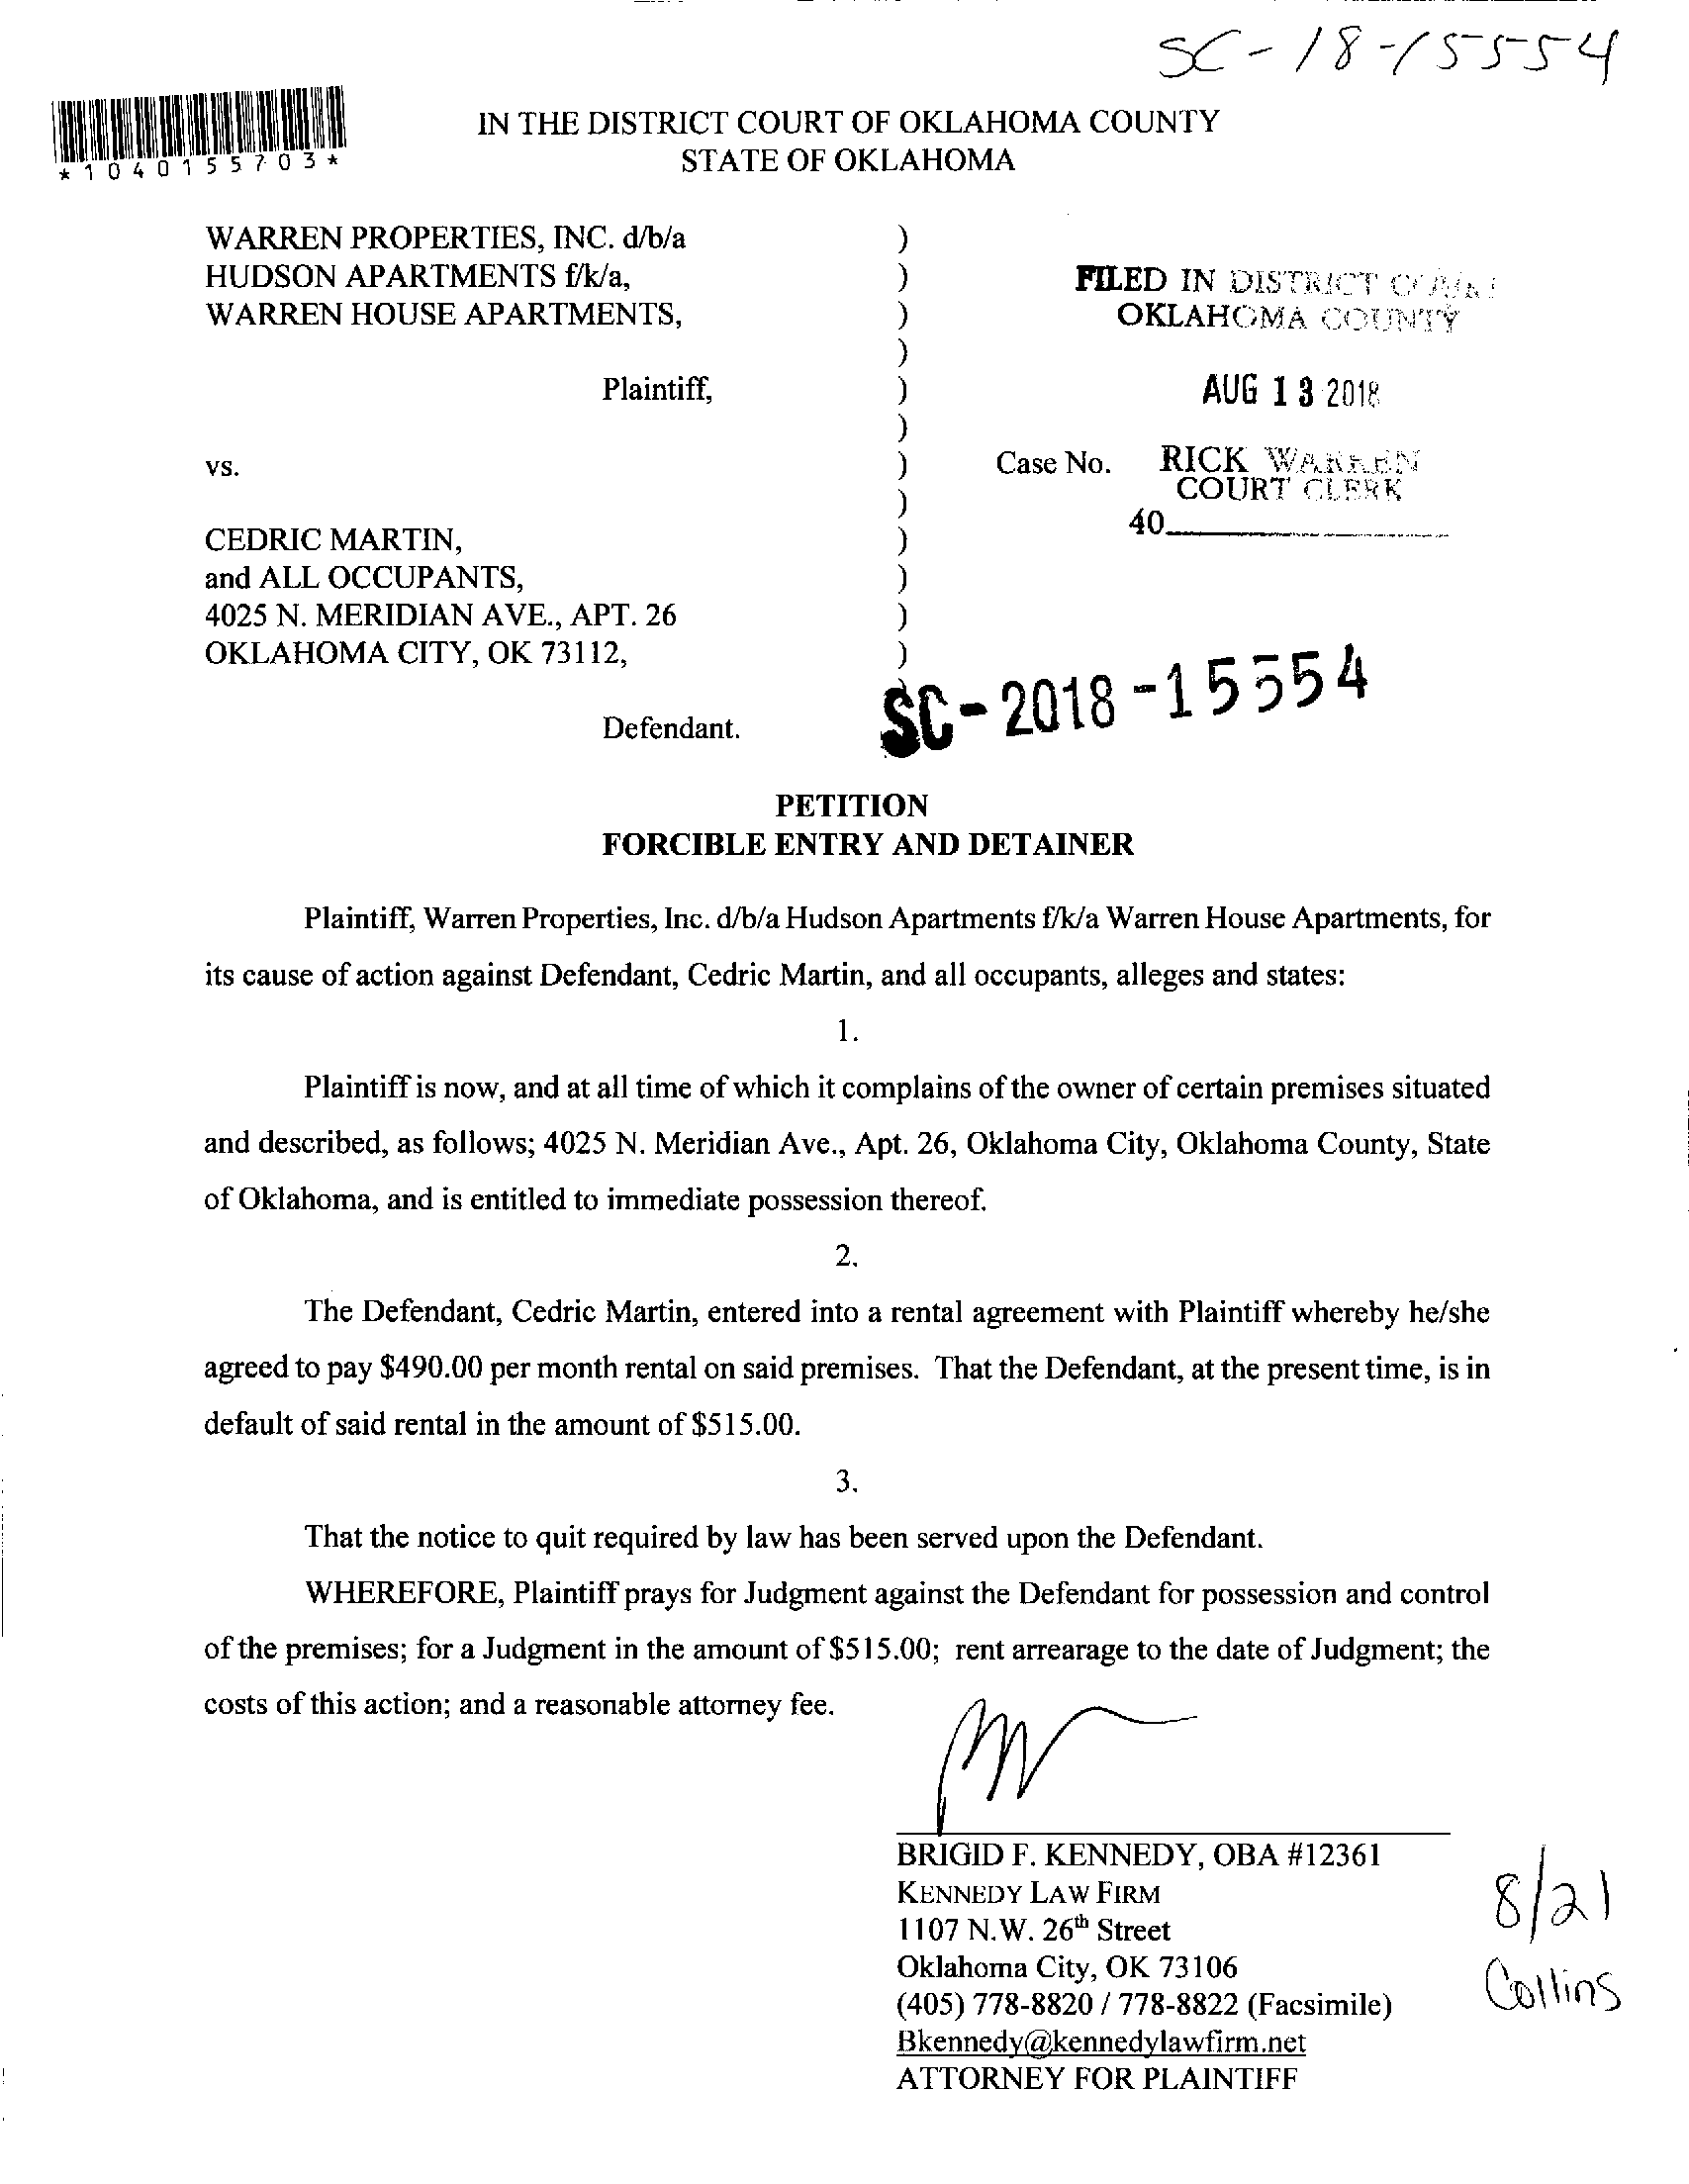 SC-18-15554
*1040155703*
IN THE DISTRICT COURT OF OKLAHOMA COUNTY
STATE OF OKLAHOMA
WARREN PROPERTIES, INC. d/b/a )
HUDSON APARTMENTS f/k/a, )
WARREN HOUSE APARTMENTS, )
)
Plaintiff, )
)
vs. )
)
CEDRIC MARTIN, )
and ALL OCCUPANTS, )
4025 N. MERIDIAN AVE., APT. 26 )
OKLAHOMA CITY, OK 73112, )
Defendant.
FILED IN DISTRICT COURT
OKLAHOMA COUNTY
AUG 13 2018
Case No. RICK WARREN
COURT CLERK
40
SC-2018-15554
PETITION
FORCIBLE ENTRY AND DETAINER
Plaintiff, Warren Properties, Inc. d/b/a Hudson Apartments f/k/a Warren House Apartments, for
its cause of action against Defendant, Cedric Martin, and all occupants, alleges and states:
1.
Plaintiff is now, and at all time of which it complains of the owner of certain premises situated
and described, as follows; 4025 N. Meridian Ave., Apt. 26, Oklahoma City, Oklahoma County, State
of Oklahoma, and is entitled to immediate possession thereof.
2.
The Defendant, Cedric Martin, entered into a rental agreement with Plaintiff whereby he/she
agreed to pay $490.00 per month rental on said premises. That the Defendant, at the present time, is in
default of said rental in the amount of $515.00.
3.
That the notice to quit required by law has been served upon the Defendant.
WHEREFORE, Plaintiff prays for Judgment against the Defendant for possession and control
of the premises; for a Judgment in the amount of $515.00; rent arrearage to the date of Judgment; the
costs of this action; and a reasonable attorney fee.
BRIGID F. KENNEDY, OBA #12361
KENNEDY LAW FIRM
1107 N.W. 26th Street
Oklahoma City, OK 73106
(405) 778-8820 / 778-8822 (Facsimile)
Bkennedy@kennedylawfirm.net
ATTORNEY FOR PLAINTIFF
8/21
Collins